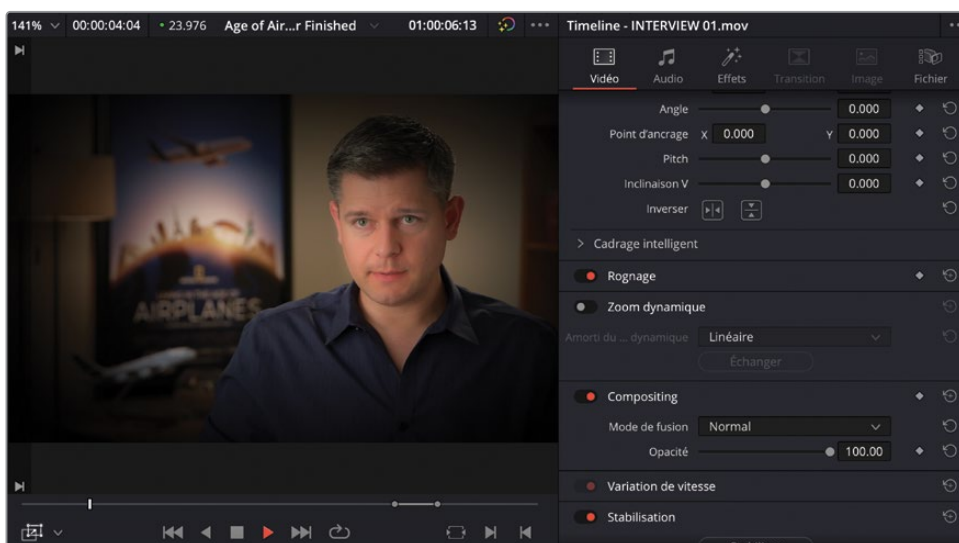 141% 00:00:04:04 • 23.976 Age of Air...r Finished 01:00:06:13 ••• Timeline - INTERVIEW 01.mov
Vidéo Audio Effets Transition Image Fichier
Angle 0.000
Point d'ancrage X 0.000 Y 0.000
Pitch 0.000
Inclinaison V 0.000
Inverser
> Cadrage intelligent
Rognage
Zoom dynamique
Amorti du ... dynamique Linéaire
Échanger
Compositing
Mode de fusion Normal
Opacité 100.00
Variation de vitesse
Stabilisation
AIRPLANES